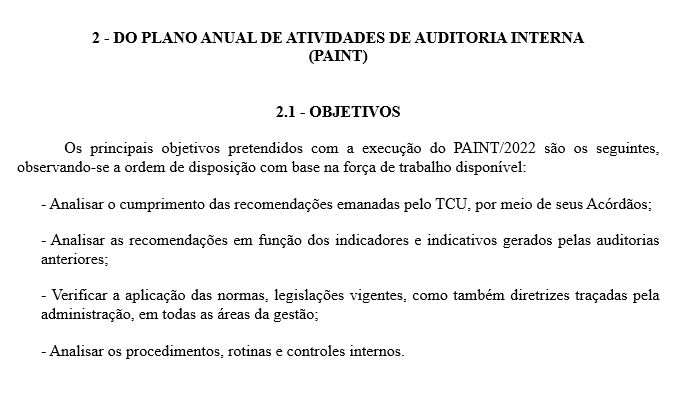 2 - DO PLANO ANUAL DE ATIVIDADES DE AUDITORIA INTERNA
(PAINT)
2.1 - OBJETIVOS
Os principais objetivos pretendidos com a execução do PAINT/2022 são os seguintes,
observando-se a ordem de disposição com base na força de trabalho disponível:
- Analisar o cumprimento das recomendações emanadas pelo TCU, por meio de seus Acórdãos;
- Analisar as recomendações em função dos indicadores e indicativos gerados pelas auditorias
anteriores;
- Verificar a aplicação das normas, legislações vigentes, como também diretrizes traçadas pela
administração, em todas as áreas da gestão;
- Analisar os procedimentos, rotinas e controles internos.